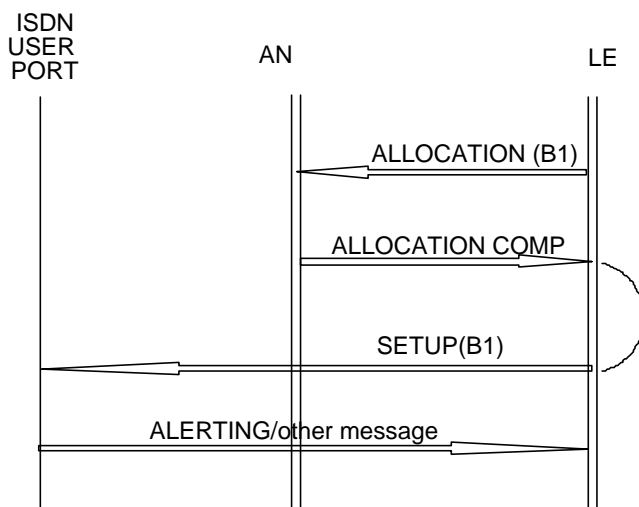 ISDN
USER
PORT
AN
LE
ALLOCATION (B1)
ALLOCATION COMP
SETUP(B1)
ALERTING/other message